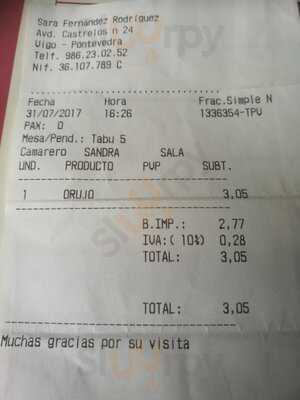 Sara Fernández Rodríguez
Avd. Castrelos n 24
Vigo - Pontevedra
Telf. 986.23.02.52
Nif. 36.107.789 C
Fecha Hora Frac.Simple N
31/07/2017 16:26 1336354-TPV
PAX: 0
Mesa/Pend.: Tabu 5
Camarero SANDRA SALA
UND. PRODUCTO PVP SUBT.
1 ORUJO 3,05
B.IMP.: 2,77
IVA:( 10%) 0,28
TOTAL: 3,05
TOTAL: 3,05
Muchas gracias por su visita